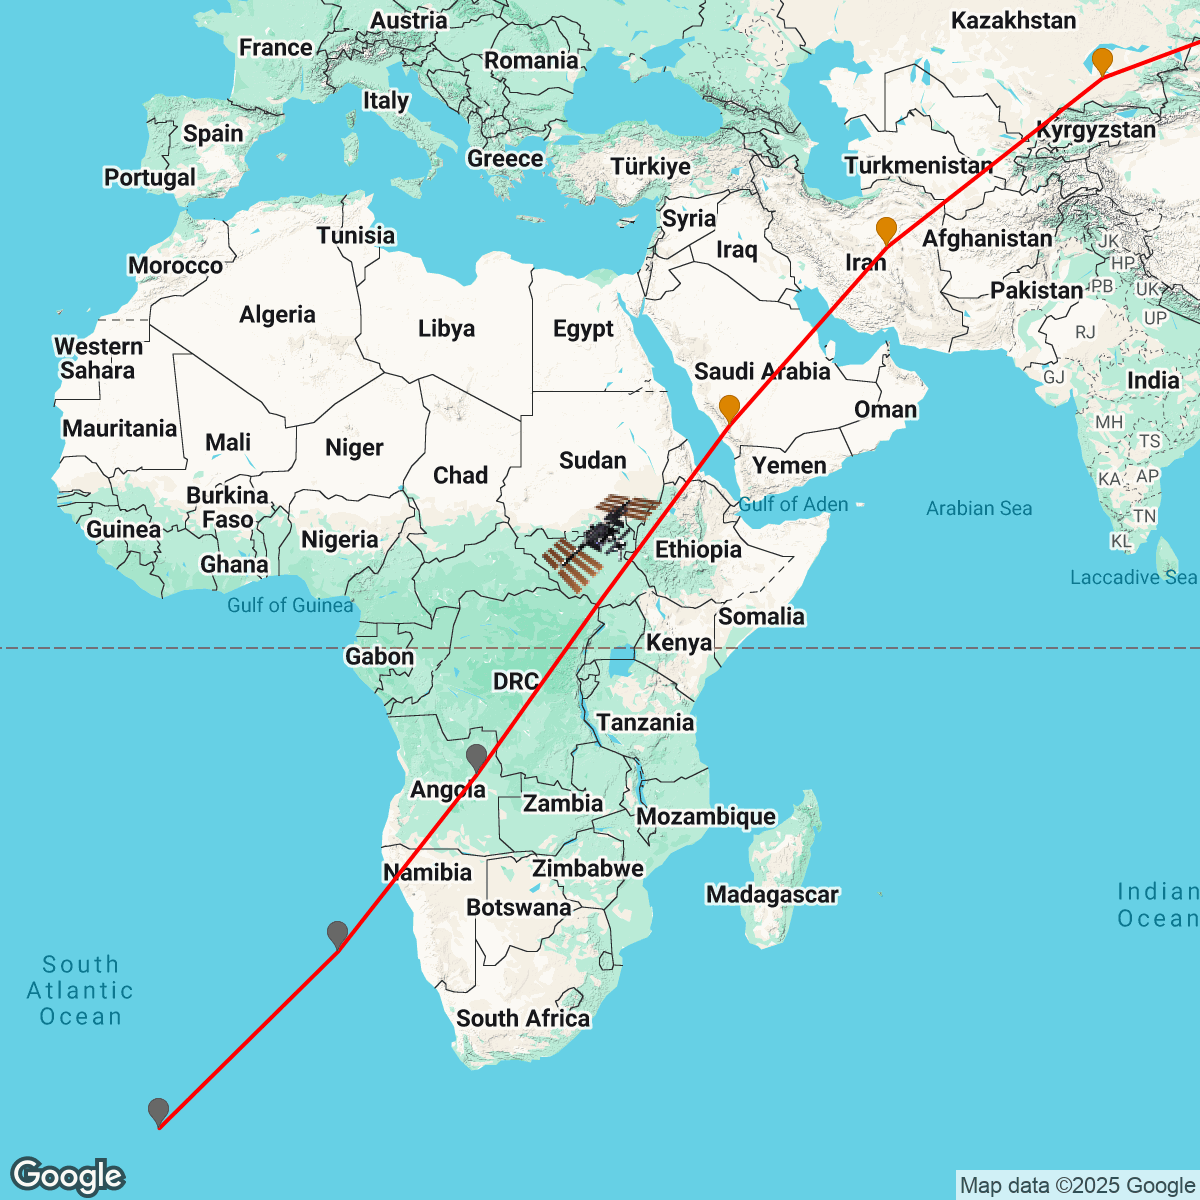 Austria
Kazakhstan
France
Romania
Italy
Spain
Kyrgyzstan
Greece
Türkiye
Turkmenistan
Portugal
Syria
Tunisia
Iraq
Afghanistan
JK
Morocco
Iran
HP
Pakistan
PB
UK
Algeria
Libya
Egypt
UP
RJ
Western
Sahara
Saudi Arabia
GJ
India
Oman
Mauritania
Mali
Niger
MH
TS
Sudan
Yemen
Chad
KA
AP
Burkina
Faso
Gulf of Aden
Arabian Sea
TN
Guinea
Nigeria
Ethiopia
KL
Ghana
Laccadive Sea
Gulf of Guinea
Somalia
Kenya
Gabon
DRC
Tanzania
Angola
Zambia
Mozambique
Namibia
Zimbabwe
Madagascar
Indian
Ocean
Botswana
South
Atlantic
Ocean
South Africa
Google
Map data ©2025 Google